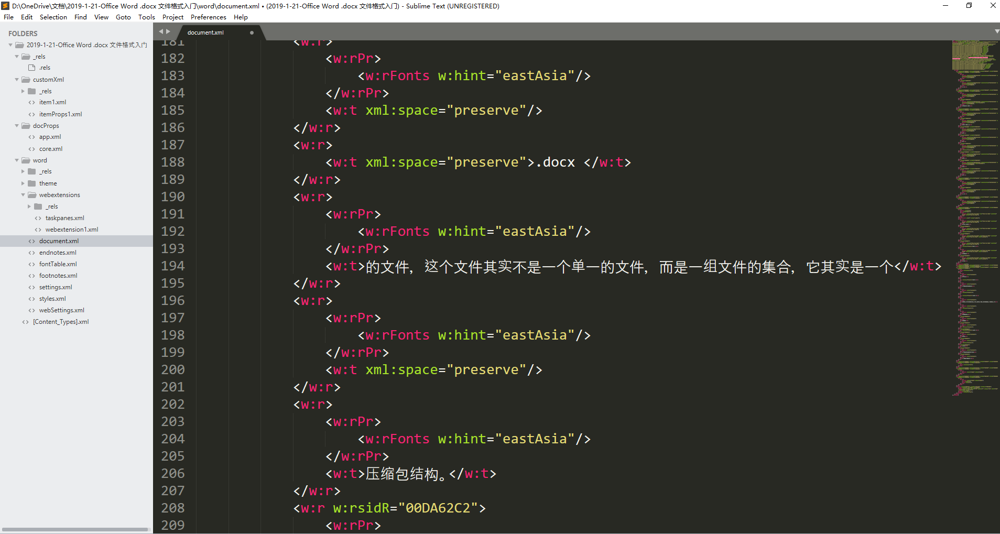 D:\OneDrive\文档\2019-1-21-Office Word .docx 文件格式入门\word\document.xml • (2019-1-21-Office Word .docx 文件格式入门) - Sublime Text (UNREGISTERED)
File Edit Selection Find View Goto Tools Project Preferences Help
FOLDERS
2019-1-21-Office Word .docx 文件格式入门
_rels
.rels
customXml
_rels
item1.xml
itemProps1.xml
docProps
app.xml
core.xml
word
_rels
theme
webextensions
_rels
taskpanes.xml
webextension1.xml
document.xml
endnotes.xml
fontTable.xml
footnotes.xml
settings.xml
styles.xml
webSettings.xml
[Content_Types].xml
document.xml
181 <w:r>
182 <w:rPr>
183 <w:rFonts w:hint="eastAsia"/>
184 </w:rPr>
185 <w:t xml:space="preserve"/>
186 </w:r>
187 <w:r>
188 <w:t xml:space="preserve">.docx </w:t>
189 </w:r>
190 <w:r>
191 <w:rPr>
192 <w:rFonts w:hint="eastAsia"/>
193 </w:rPr>
194 <w:t>的文件，这个文件其实不是一个单一的文件，而是一组文件的集合，它其实是一个</w:t>
195 </w:r>
196 <w:r>
197 <w:rPr>
198 <w:rFonts w:hint="eastAsia"/>
199 </w:rPr>
200 <w:t xml:space="preserve"/>
201 </w:r>
202 <w:r>
203 <w:rPr>
204 <w:rFonts w:hint="eastAsia"/>
205 </w:rPr>
206 <w:t>压缩包结构。</w:t>
207 </w:r>
208 <w:r w:rsidR="00DA62C2">
209 <w:rPr>